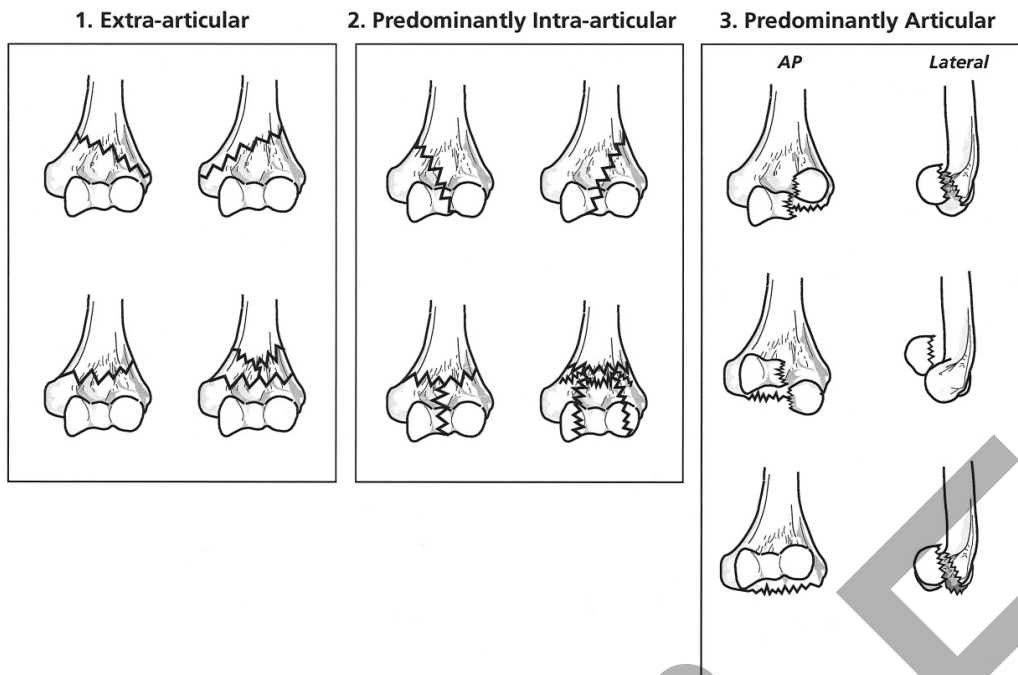 1. Extra-articular
2. Predominantly Intra-articular
3. Predominantly Articular
AP
Lateral